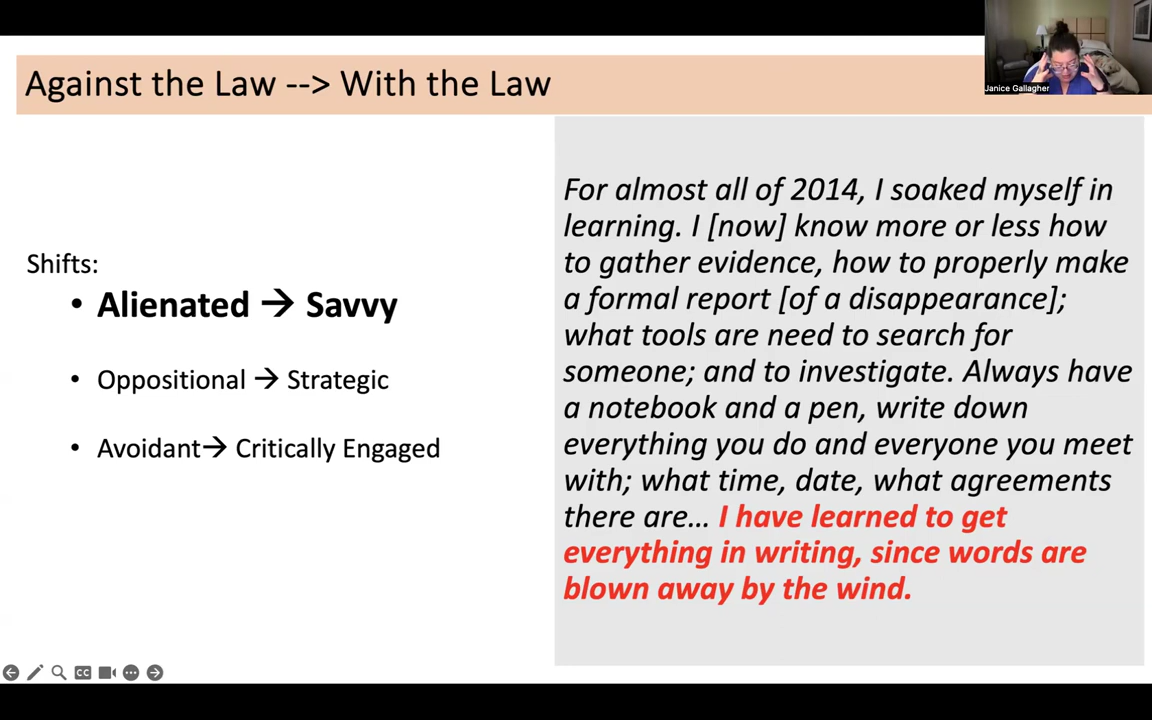 Against the Law --> With the Law
Janice Gallagher
Shifts:
• Alienated → Savvy
• Oppositional → Strategic
• Avoidant→ Critically Engaged
For almost all of 2014, I soaked myself in
learning. I [now] know more or less how
to gather evidence, how to properly make
a formal report [of a disappearance];
what tools are need to search for
someone; and to investigate. Always have
a notebook and a pen, write down
everything you do and everyone you meet
with; what time, date, what agreements
there are… I have learned to get
everything in writing, since words are
blown away by the wind.
CC